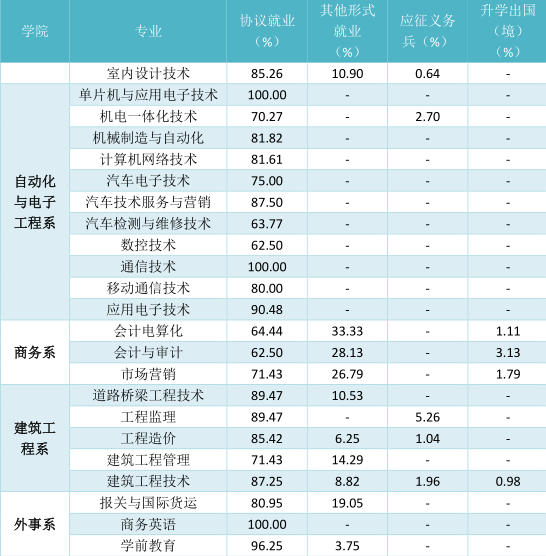 学院 专业 协议就业（%） 其他形式就业（%） 应征义务兵（%） 升学出国（境）（%）
室内设计技术 85.26 10.90 0.64 -
自动化与电子工程系 单片机与应用电子技术 100.00 - - -
机电一体化技术 70.27 - 2.70 -
机械制造与自动化 81.82 - - -
计算机网络技术 81.61 - - -
汽车电子技术 75.00 - - -
汽车技术服务与营销 87.50 - - -
汽车检测与维修技术 63.77 - - -
数控技术 62.50 - - -
通信技术 100.00 - - -
移动通信技术 80.00 - - -
应用电子技术 90.48 - - -
商务系 会计电算化 64.44 33.33 - 1.11
会计与审计 62.50 28.13 - 3.13
市场营销 71.43 26.79 - 1.79
建筑工程系 道路桥梁工程技术 89.47 10.53 - -
工程监理 89.47 - 5.26 -
工程造价 85.42 6.25 1.04 -
建筑工程管理 71.43 14.29 - -
建筑工程技术 87.25 8.82 1.96 0.98
外事系 报关与国际货运 80.95 19.05 - -
商务英语 100.00 - - -
学前教育 96.25 3.75 - -